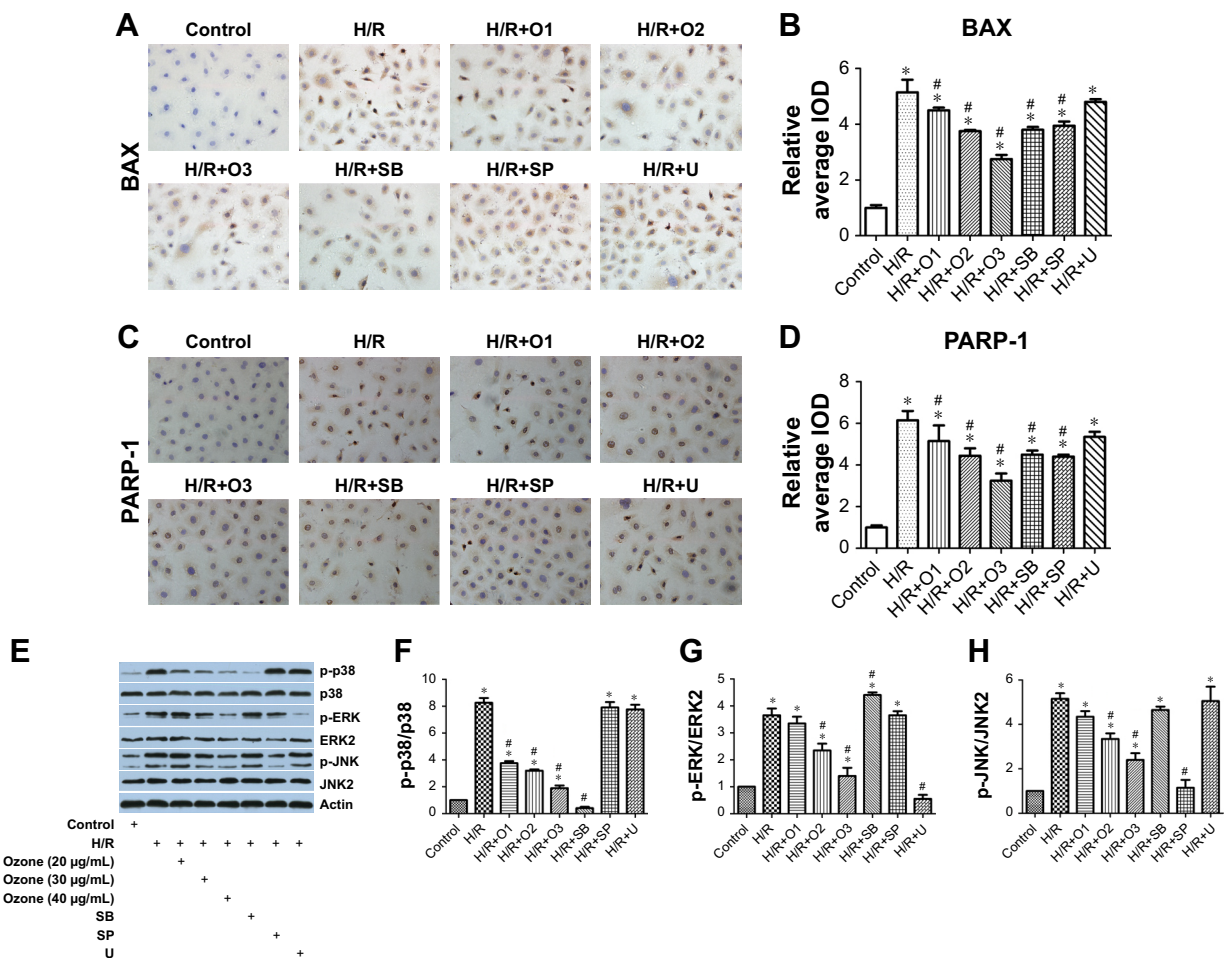 A
Control
H/R
H/R+O1
H/R+O2
BAX
H/R+O3
H/R+SB
H/R+SP
H/R+U
B
BAX
Relative
average IOD
6
4
2
0
* # * # * # * # * # * *
Control
H/R
H/R+O1
H/R+O2
H/R+O3
H/R+SB
H/R+SP
H/R+U
C
Control
H/R
H/R+O1
H/R+O2
PARP-1
H/R+O3
H/R+SB
H/R+SP
H/R+U
D
PARP-1
Relative
average IOD
8
6
4
2
0
* # * # * # * # * # * *
Control
H/R
H/R+O1
H/R+O2
H/R+O3
H/R+SB
H/R+SP
H/R+U
E
p-p38
p38
p-ERK
ERK2
p-JNK
JNK2
Actin
Control +
H/R + + + + + + +
Ozone (20 µg/mL) +
Ozone (30 µg/mL) +
Ozone (40 µg/mL) +
SB +
SP +
U +
F
p-p38/p38
10
8
6
4
2
0
* # * # * # * # * *
Control
H/R
H/R+O1
H/R+O2
H/R+O3
H/R+SB
H/R+SP
H/R+U
G
p-ERK/ERK2
5
4
3
2
1
0
* * # * # * # * * #
Control
H/R
H/R+O1
H/R+O2
H/R+O3
H/R+SB
H/R+SP
H/R+U
H
p-JNK/JNK2
6
4
2
0
* * # * # * * # *
Control
H/R
H/R+O1
H/R+O2
H/R+O3
H/R+SB
H/R+SP
H/R+U